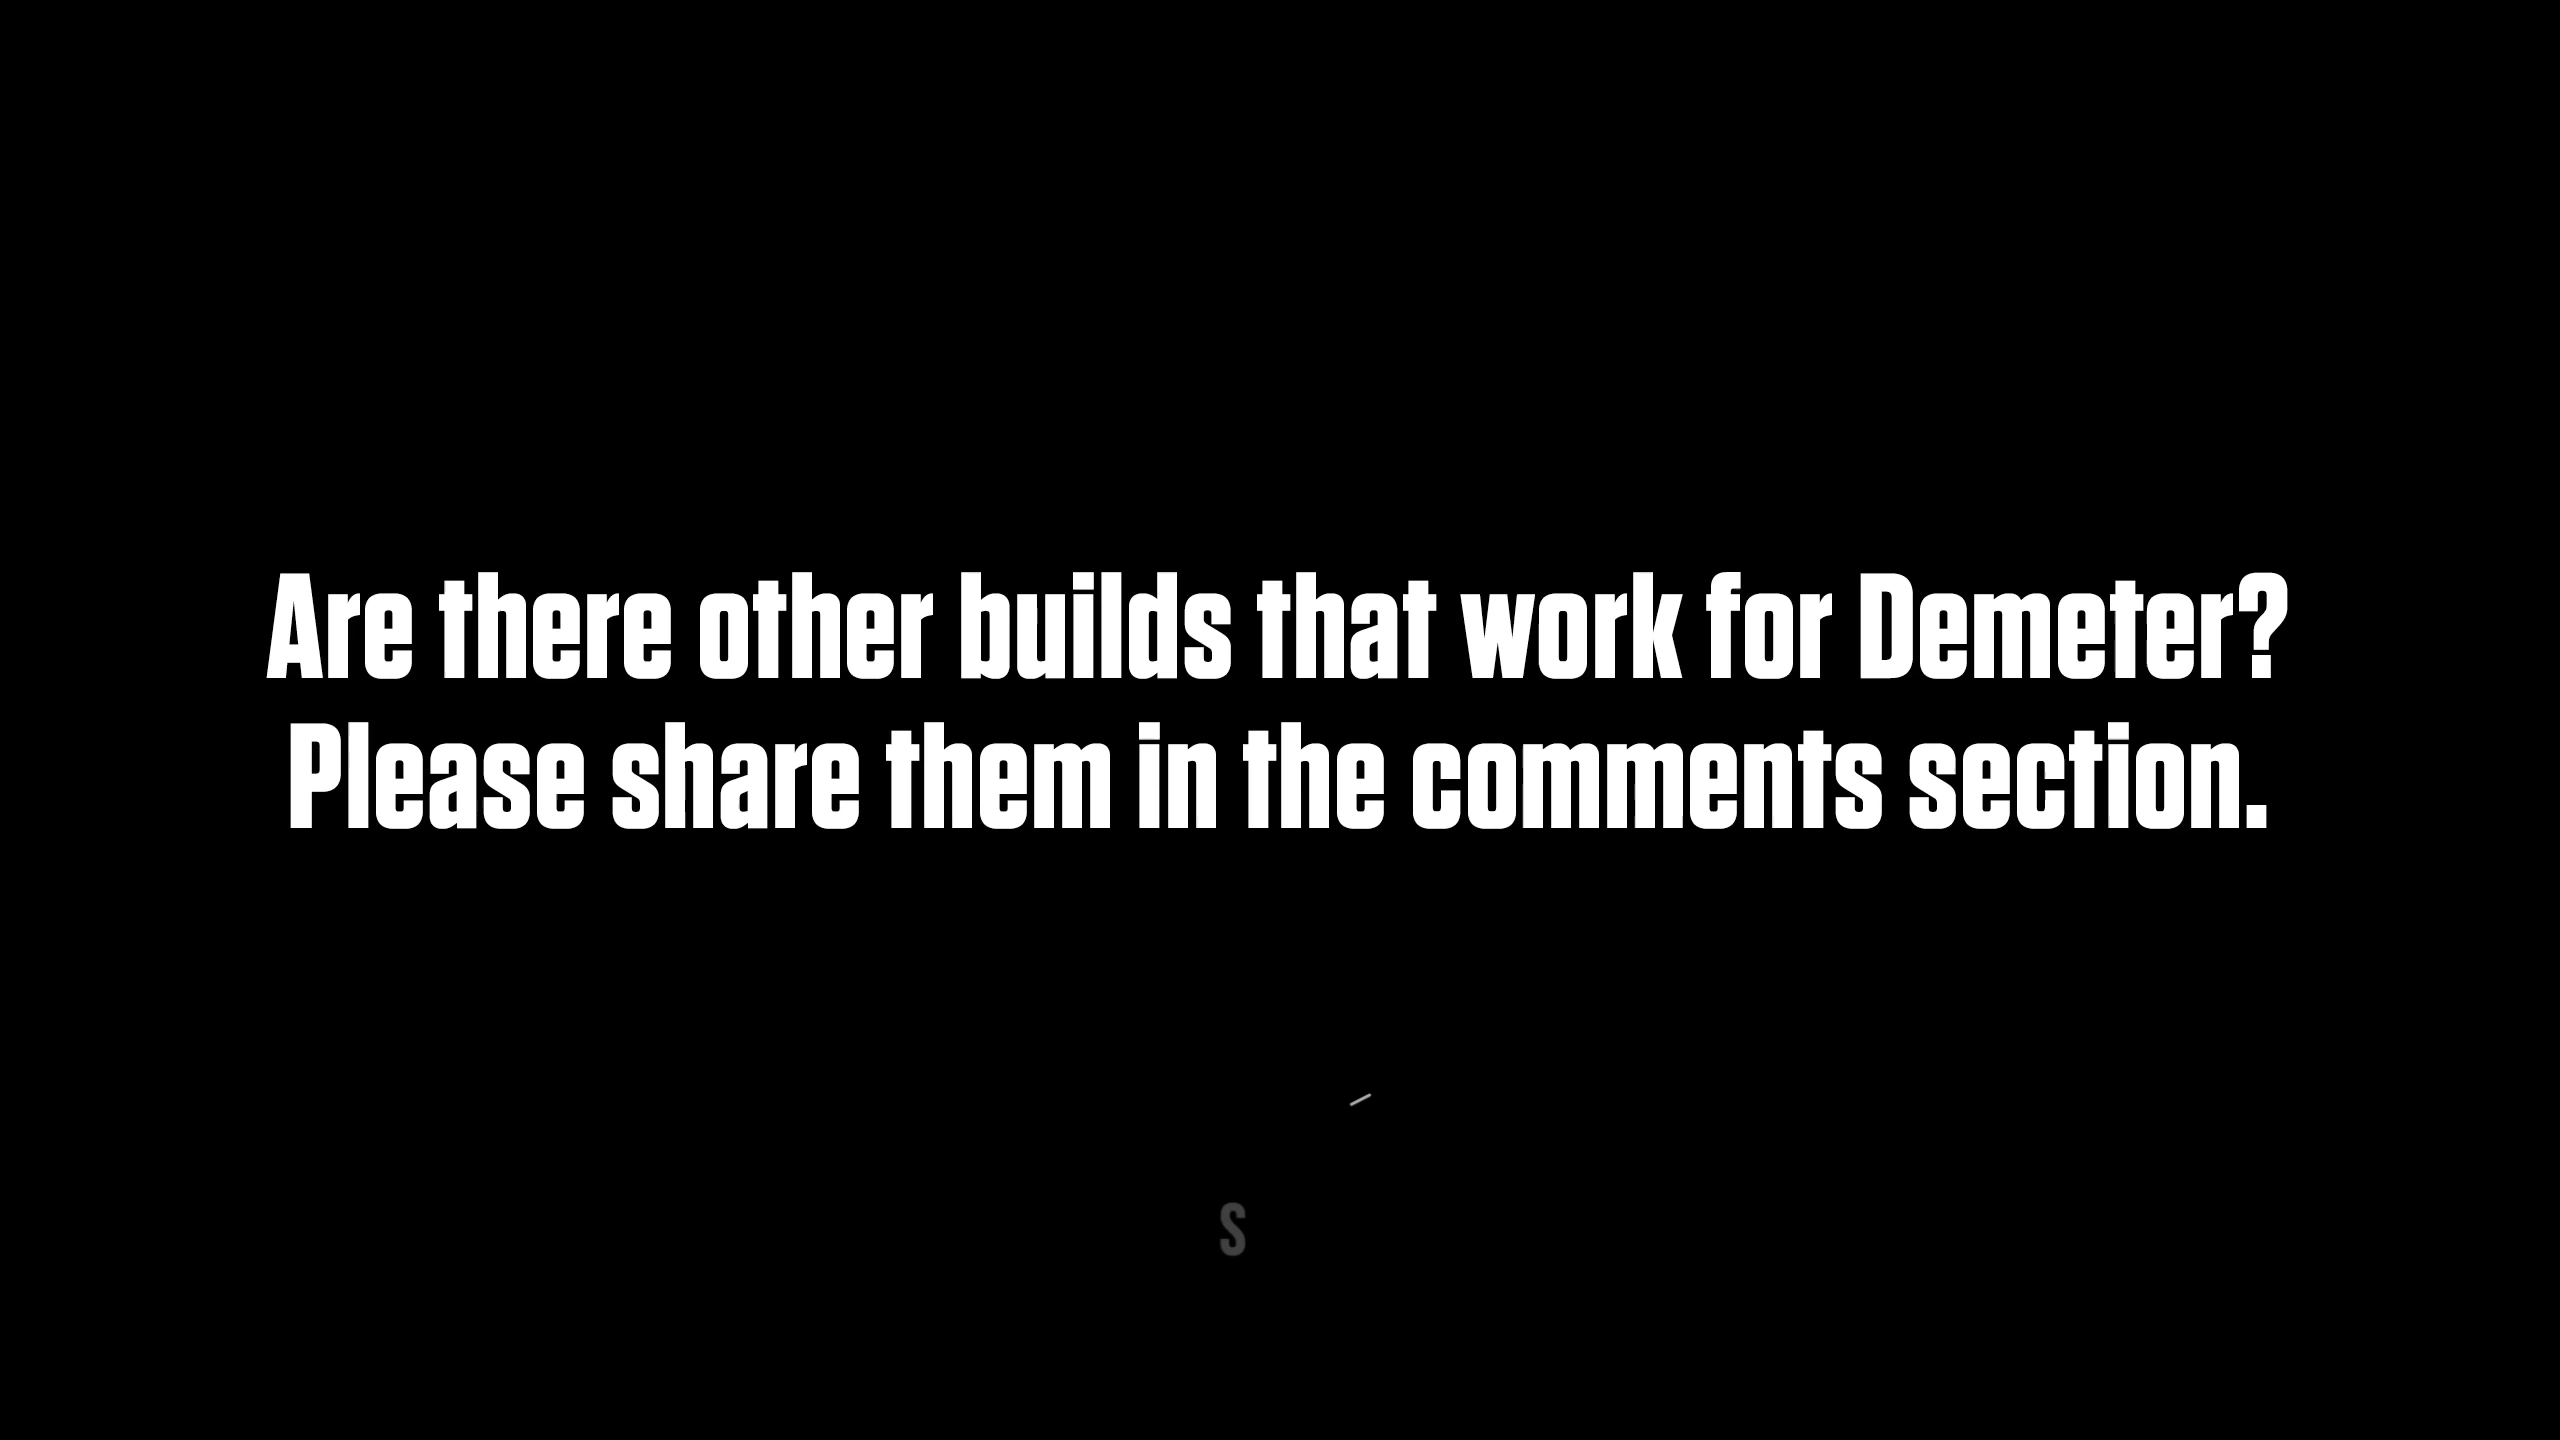 Are there other builds that work for Demeter?
Please share them in the comments section.
S